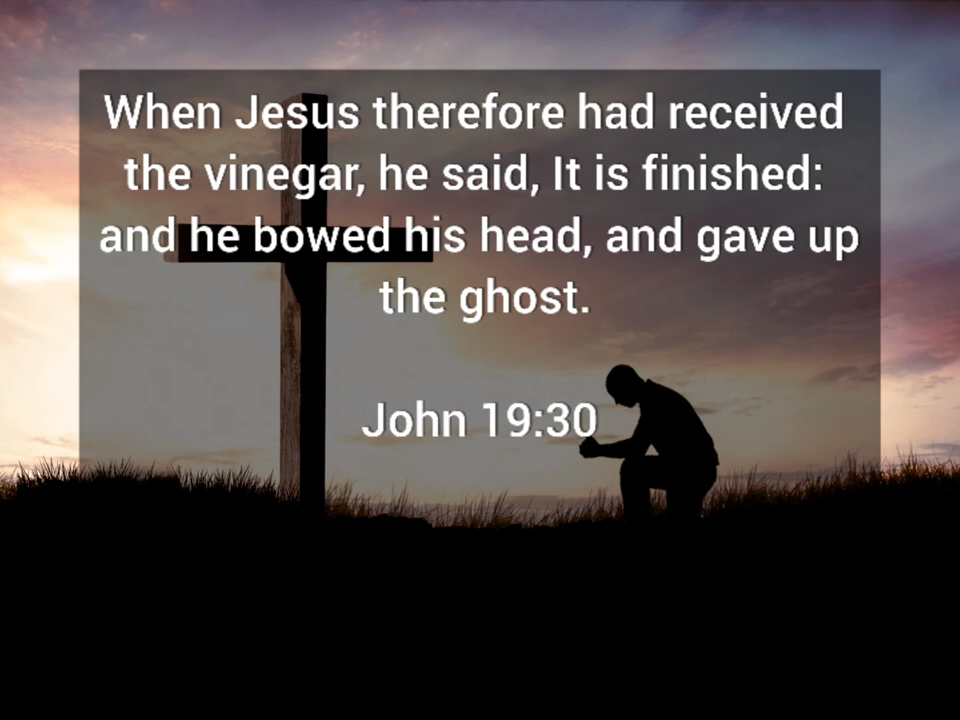 When Jesus therefore had received
the vinegar, he said, It is finished:
and he bowed his head, and gave up
the ghost.
John 19:30